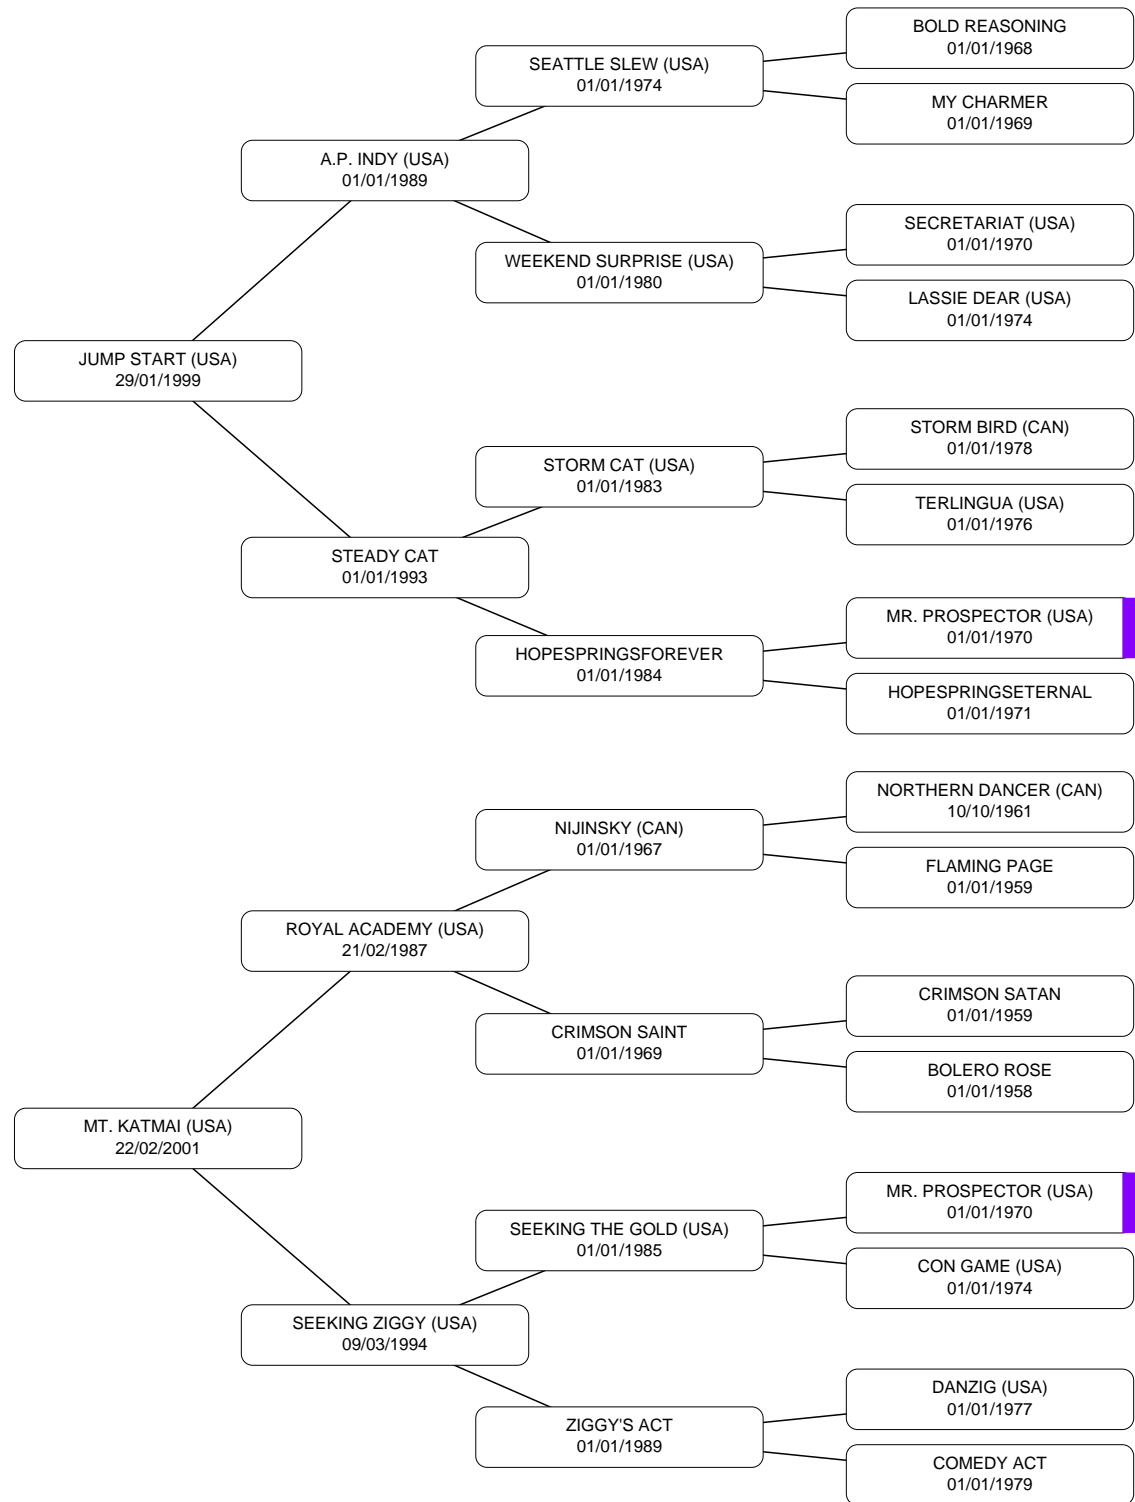 BOLD REASONING
01/01/1968
SEATTLE SLEW (USA)
01/01/1974
MY CHARMER
01/01/1969
A.P. INDY (USA)
01/01/1989
SECRETARIAT (USA)
01/01/1970
WEEKEND SURPRISE (USA)
01/01/1980
LASSIE DEAR (USA)
01/01/1974
JUMP START (USA)
29/01/1999
STORM BIRD (CAN)
01/01/1978
STORM CAT (USA)
01/01/1983
TERLINGUA (USA)
01/01/1976
STEADY CAT
01/01/1993
MR. PROSPECTOR (USA)
01/01/1970
HOPESPRINGSFOREVER
01/01/1984
HOPESPRINGSETERNAL
01/01/1971
NORTHERN DANCER (CAN)
10/10/1961
NIJINSKY (CAN)
01/01/1967
FLAMING PAGE
01/01/1959
ROYAL ACADEMY (USA)
21/02/1987
CRIMSON SATAN
01/01/1959
CRIMSON SAINT
01/01/1969
BOLERO ROSE
01/01/1958
MT. KATMAI (USA)
22/02/2001
MR. PROSPECTOR (USA)
01/01/1970
SEEKING THE GOLD (USA)
01/01/1985
CON GAME (USA)
01/01/1974
SEEKING ZIGGY (USA)
09/03/1994
DANZIG (USA)
01/01/1977
ZIGGY'S ACT
01/01/1989
COMEDY ACT
01/01/1979